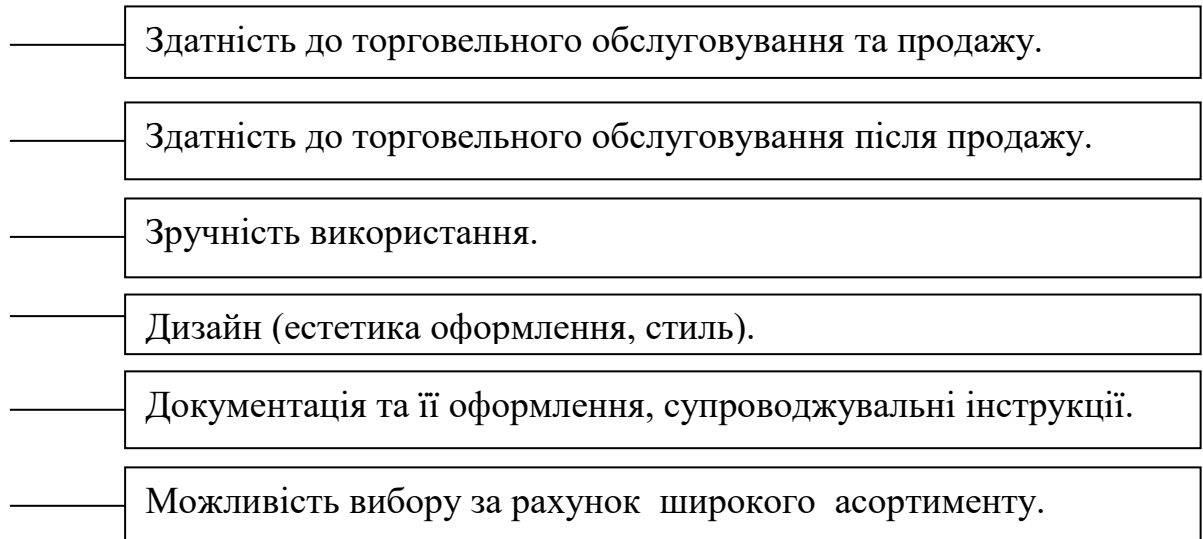 Здатність до торговельного обслуговування та продажу.
Здатність до торговельного обслуговування після продажу.
Зручність використання.
Дизайн (естетика оформлення, стиль).
Документація та її оформлення, супроводжувальні інструкції.
Можливість вибору за рахунок широкого асортименту.